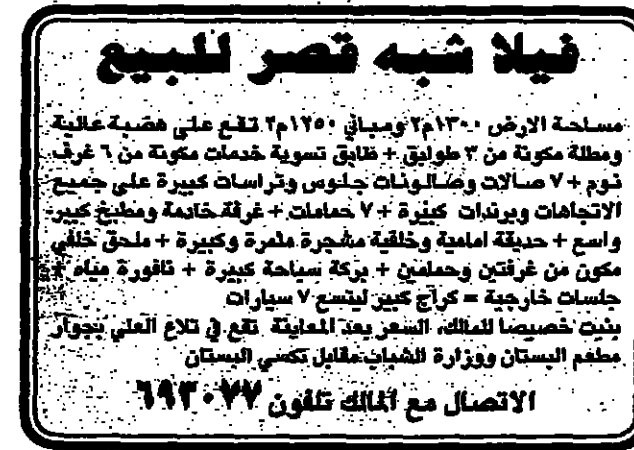 فيلا شبه قصر للبيع
مساحة الارض ١٣٠٠م٢ ومباني ١٢٥٠م٢ تقع على هضبة عالية
ومطلة مكونة من ٣ طوابق + طابق تسوية خدمات مكونة من ٦ غرف
نوم + ٧ صالات وصالونات جلوس وتراسات كبيرة على جميع
الاتجاهات وبرندات كبيرة + ٧ حمامات + غرفة خادمة ومطبخ كبير
واسع + حديقة امامية وخلفية مشجرة مثمرة وكبيرة + ملحق خلفي
مكون من غرفتين وحمامين + بركة سباحة كبيرة + نافورة مياه +
جلسات خارجية = كراج كبير ليتسع ٧ سيارات
بنيت خصيصا للمالك، السعر بعد المعاينة تقع في تلاع العلي بجوار
مطعم البستان ووزارة الشباب مقابل تكسي البستان
الاتصال مع المالك تلفون ٦٩٣٠٧٧